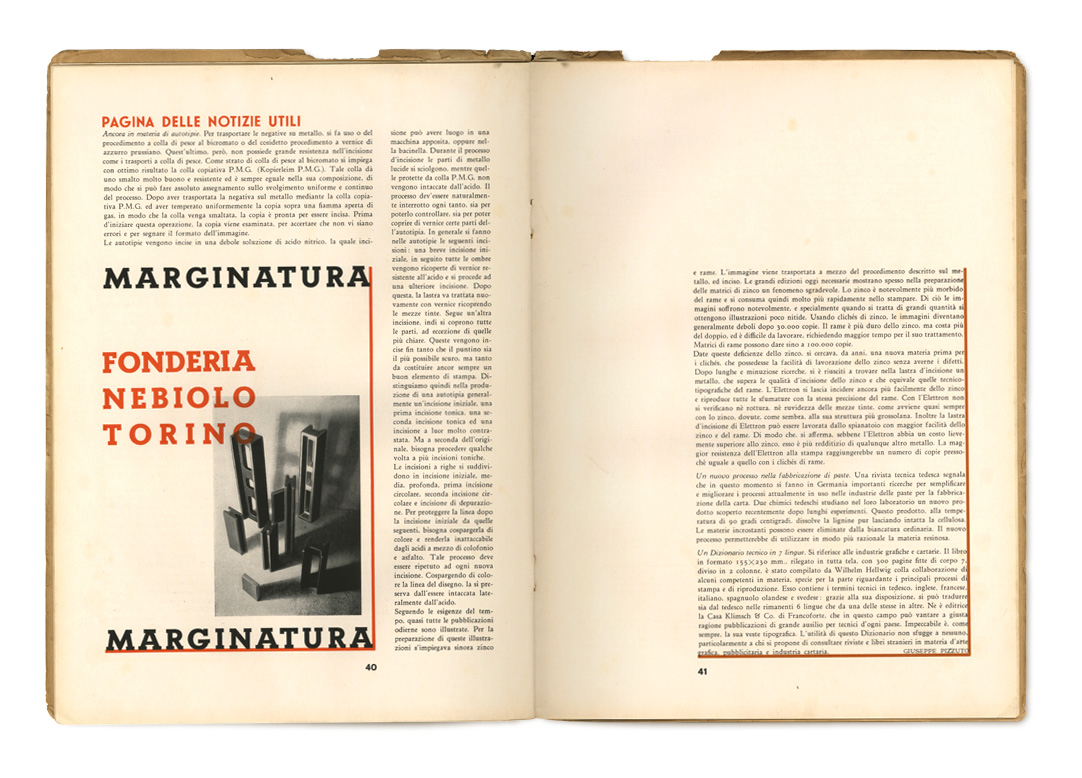 PAGINA DELLE NOTIZIE UTILI
Ancora in materia di autotipie. Per trasportare le negative su metallo, si fa uso o del
procedimento a colla di pesce al bicromato o del cosidetto procedimento a vernice di
azzurro prussiano. Quest'ultimo, però, non possiede grande resistenza nell'incisione
come i trasporti a colla di pesce. Come strato di colla di pesce al bicromato si impiega
con ottimo risultato la colla copiativa P.M.G. (Kopierleim P.M.G.). Tale colla dà
uno smalto molto buono e resistente ed è sempre eguale nella sua composizione, di
modo che si può fare assoluto assegnamento sullo svolgimento uniforme e continuo
del processo. Dopo aver trasportata la negativa sul metallo mediante la colla copia-
tiva P.M.G. ed aver temperato uniformemente la copia sopra una fiamma aperta di
gas, in modo che la colla venga smaltata, la copia è pronta per essere incisa. Prima
d'iniziare questa operazione, la copia viene esaminata, per accertare che non vi siano
errori e per segnare il formato dell'immagine.
Le autotipie vengono incise in una debole soluzione di acido nitrico, la quale inci-
MARGINATURA
FONDERIA
NEBIOLO
TORINO
MARGINATURA
sione può avere luogo in una
macchina apposita, oppure nel-
la bacinella. Durante il processo
d'incisione le parti di metallo
lucide si sciolgono, mentre quel-
le protette da colla P.M.G. non
vengono intaccate dall'acido. Il
processo dev'essere naturalmen-
te interrotto ogni tanto, sia per
poterlo controllare, sia per poter
coprire di vernice certe parti del-
l'autotipia. In generale si fanno
nelle autotipie le seguenti inci-
sioni: una breve incisione ini-
ziale, in seguito tutte le ombre
vengono ricoperte di vernice re-
sistente all'acido e si procede ad
una ulteriore incisione. Dopo
questa, la lastra va trattata nuo-
vamente con vernice ricoprendo
le mezze tinte. Segue un'altra
incisione, indi si coprono tutte
le parti, ad eccezione di quelle
più chiare. Queste vengono in-
cise fin tanto che il puntino sia
il più possibile scuro, ma tanto
da costituire ancor sempre un
buon elemento di stampa. Di-
stinguiamo quindi nella produ-
zione di una autotipia general-
mente un'incisione iniziale, una
prima incisione tonica, una se-
conda incisione tonica ed una
incisione a luce molto contra-
stata. Ma a seconda dell'origi-
nale, bisogna procedere qualche
volta a più incisioni toniche.
Le incisioni a righe si suddivi-
dono in incisione iniziale, me-
dia, profonda, prima incisione
circolare, seconda incisione cir-
colare e incisione di depurazio-
ne. Per proteggere la linea dopo
la incisione iniziale da quelle
seguenti, bisogna cospargerla di
colore e renderla inattaccabile
dagli acidi a mezzo di colofonio
e asfalto. Tale processo deve
essere ripetuto ad ogni nuova
incisione. Cospargendo di colo-
re la linea del disegno, la si pre-
serva dall'essere intaccata late-
ralmente dall'acido.
Seguendo le esigenze del tem-
po, quasi tutte le pubblicazioni
odierne sono illustrate. Per la
preparazione di queste illustra-
zioni s'impiegava sinora zinco
40
e rame. L'immagine viene trasportata a mezzo del procedimento descritto sul me-
tallo, ed inciso. Le grandi edizioni oggi necessarie mostrano spesso nella preparazione
delle matrici di zinco un fenomeno sgradevole. Lo zinco è notevolmente più morbido
del rame e si consuma quindi molto più rapidamente nello stampare. Di ciò le im-
magini soffrono notevolmente, e specialmente quando si tratta di grandi quantità si
ottengono illustrazioni poco nitide. Usando clichés di zinco, le immagini diventano
generalmente deboli dopo 30.000 copie. Il rame è più duro dello zinco, ma costa più
del doppio, ed è difficile da lavorare, richiedendo maggior tempo per il suo trattamento.
Matrici di rame possono dare sino a 100.000 copie.
Date queste deficienze dello zinco, si cercava, da anni, una nuova materia prima per
i clichés, che possedesse la facilità di lavorazione dello zinco senza averne i difetti.
Dopo lunghe e minuziose ricerche, si è riusciti a trovare nella lastra d'incisione un
metallo, che supera le qualità d'incisione dello zinco e che equivale quelle tecnico-
tipografiche del rame. L'Elettron si lascia incidere ancora più facilmente dello zinco
e riproduce tutte le sfumature con la stessa precisione del rame. Con l'Elettron non
si verificano nè rottura, nè ruvidezza delle mezze tinte, come avviene quasi sempre
con lo zinco, dovute, come sembra, alla sua struttura più grossolana. Inoltre la lastra
d'incisione di Elettron può essere lavorata dallo spianatoio con maggior facilità dello
zinco e del rame. Di modo che, si afferma, sebbene l'Elettron abbia un costo lieve-
mente superiore allo zinco, esso è più redditizio di qualunque altro metallo. La mag-
gior resistenza dell'Elettron alla stampa raggiungerebbe un numero di copie presso-
chè uguale a quello con i clichés di rame.
Un nuovo processo nella fabbricazione di paste. Una rivista tecnica tedesca segnala
che in questo momento si fanno in Germania importanti ricerche per semplificare
e migliorare i processi attualmente in uso nelle industrie delle paste per la fabbrica-
zione della carta. Due chimici tedeschi studiano nel loro laboratorio un nuovo pro-
dotto scoperto recentemente dopo lunghi esperimenti. Questo prodotto, alla tempe-
ratura di 90 gradi centigradi, dissolve la lignine pur lasciando intatta la cellulosa.
Le materie incrostanti possono essere eliminate dalla biancatura ordinaria. Il nuovo
processo permetterebbe di utilizzare in modo più razionale la materia resinosa.
Un Dizionario tecnico in 7 lingue. Si riferisce alle industrie grafiche e cartarie. Il libro
in formato 155×230 mm., rilegato in tutta tela, con 300 pagine fitte di corpo 7,
diviso in 2 colonne, è stato compilato da Wilhelm Hellwig colla collaborazione di
alcuni competenti in materia, specie per la parte riguardante i principali processi di
stampa e di riproduzione. Esso contiene i termini tecnici in tedesco, inglese, francese,
italiano, spagnuolo olandese e svedese: grazie alla sua disposizione, si può tradurre
sia dal tedesco nelle rimanenti 6 lingue che da una delle stesse in altre. Ne è editrice
la Casa Klimsch & Co. di Francoforte, che in questo campo può vantare a giusta
ragione pubblicazioni di grande ausilio per tecnici d'ogni paese. Impeccabile è, come
sempre, la sua veste tipografica. L'utilità di questo Dizionario non sfugge a nessuno,
particolarmente a chi si propone di consultare riviste e libri stranieri in materia d'arte
grafica, pubblicitaria e industria cartaria. GIUSEPPE PIZZUTO
41